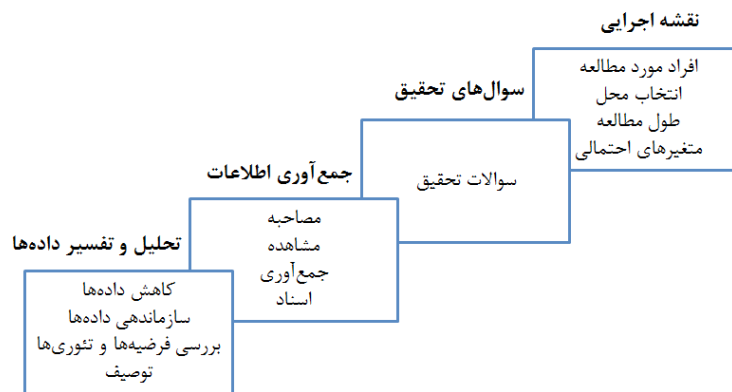 نقشه اجرایی
افراد مورد مطالعه
انتخاب محل
طول مطالعه
متغیرهای احتمالی
سوال‌های تحقیق
سوالات تحقیق
جمع‌آوری اطلاعات
مصاحبه
مشاهده
جمع‌آوری
اسناد
تحلیل و تفسیر داده‌ها
کاهش داده‌ها
سازماندهی داده‌ها
بررسی فرضیه‌ها و تئوری‌ها
توصیف